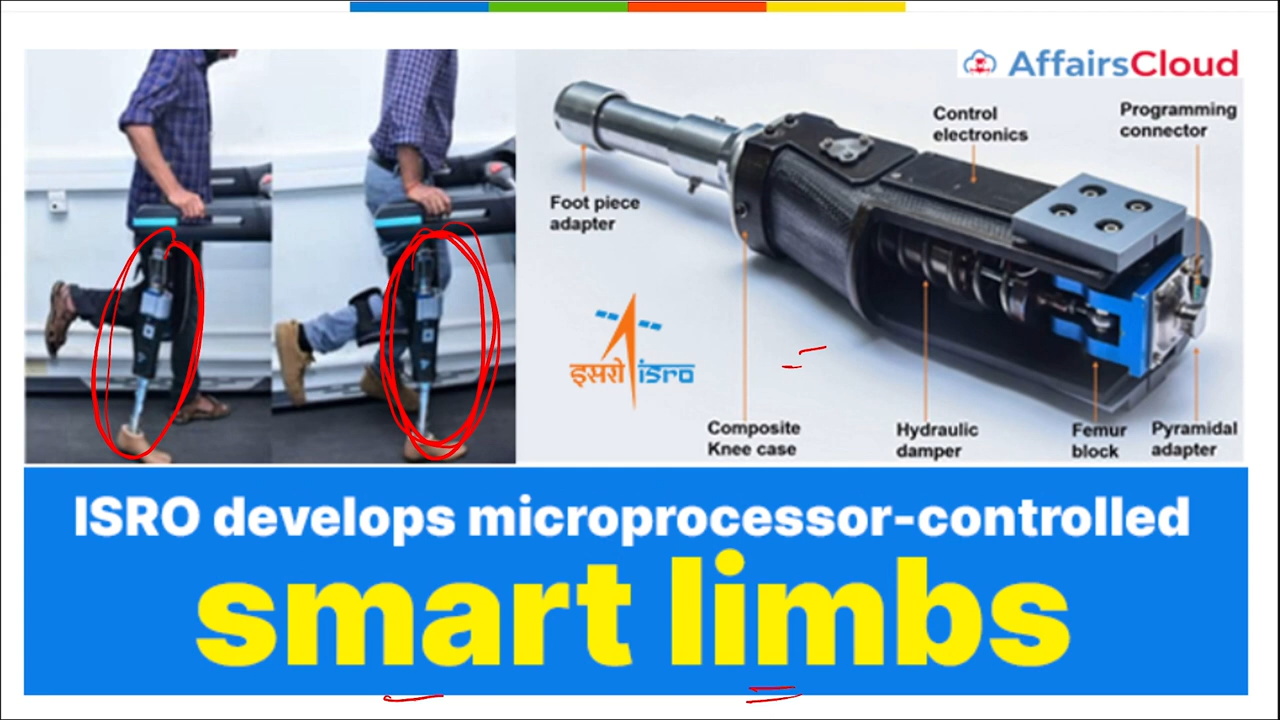 AffairsCloud
Control
electronics
Programming
connector
Foot piece
adapter
इसरो isro
Composite
Knee case
Hydraulic
damper
Femur
block
Pyramidal
adapter
ISRO develops microprocessor-controlled
smart limbs